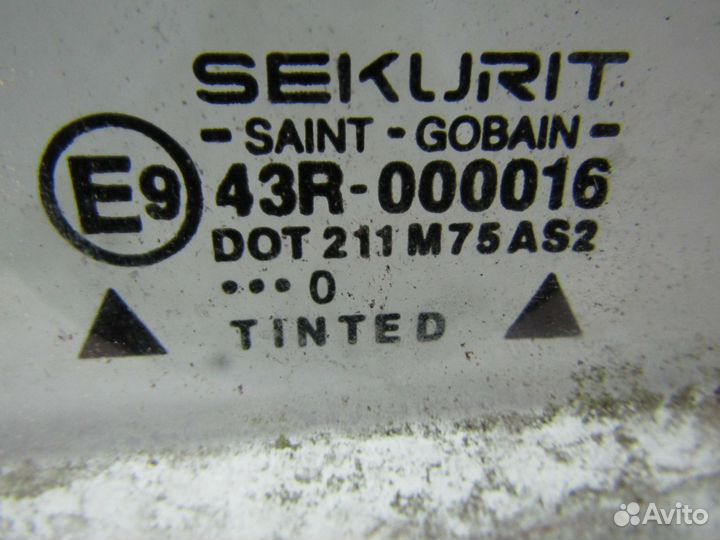 SEKURIT
- SAINT - GOBAIN -
E9 43R-000016
DOT 211 M75 AS2
••• 0
TINTED
Avito